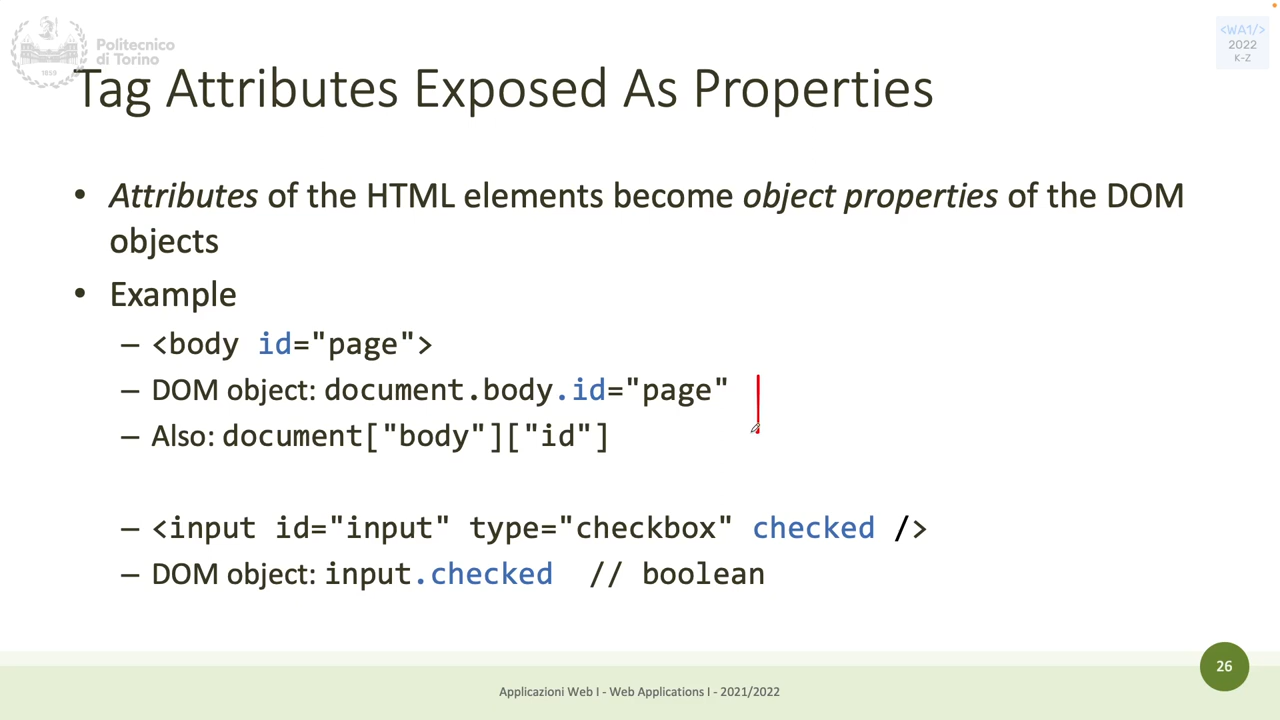 Politecnico
di Torino
1859
<WA1/>
2022
K-Z
Tag Attributes Exposed As Properties
• Attributes of the HTML elements become object properties of the DOM
objects
• Example
– <body id="page">
– DOM object: document.body.id="page"
– Also: document["body"]["id"]
– <input id="input" type="checkbox" checked />
– DOM object: input.checked // boolean
26
Applicazioni Web I - Web Applications I - 2021/2022